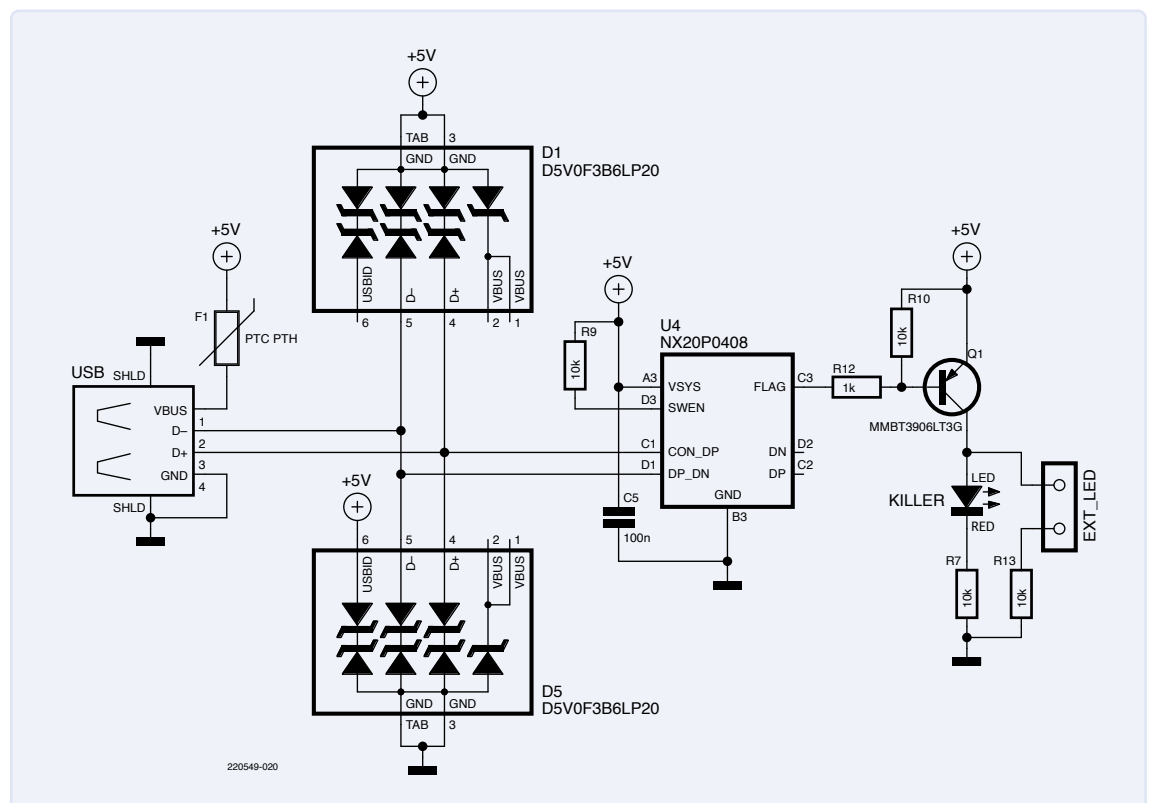 +5V
TAB 3
GND GND
D1
D5V0F3B6LP20
USBID
D–
D+
VBUS
VBUS
6 5 4 2 1
+5V
F1
PTC PTH
USB
SHLD
VBUS
D–
D+
GND
1
2
3
4
SHLD
+5V
R9
10k
U4
NX20P0408
A3 VSYS
D3 SWEN
C1 CON_DP
D1 DP_DN
FLAG C3
DN D2
DP C2
GND
B3
C5
100n
+5V
R10
10k
R12
1k
Q1
MMBT3906LT3G
KILLER
LED
RED
EXT_LED
R7
10k
R13
10k
+5V
6 5 4 2 1
USBID
D–
D+
VBUS
VBUS
D5
D5V0F3B6LP20
GND GND
TAB 3
220549-020